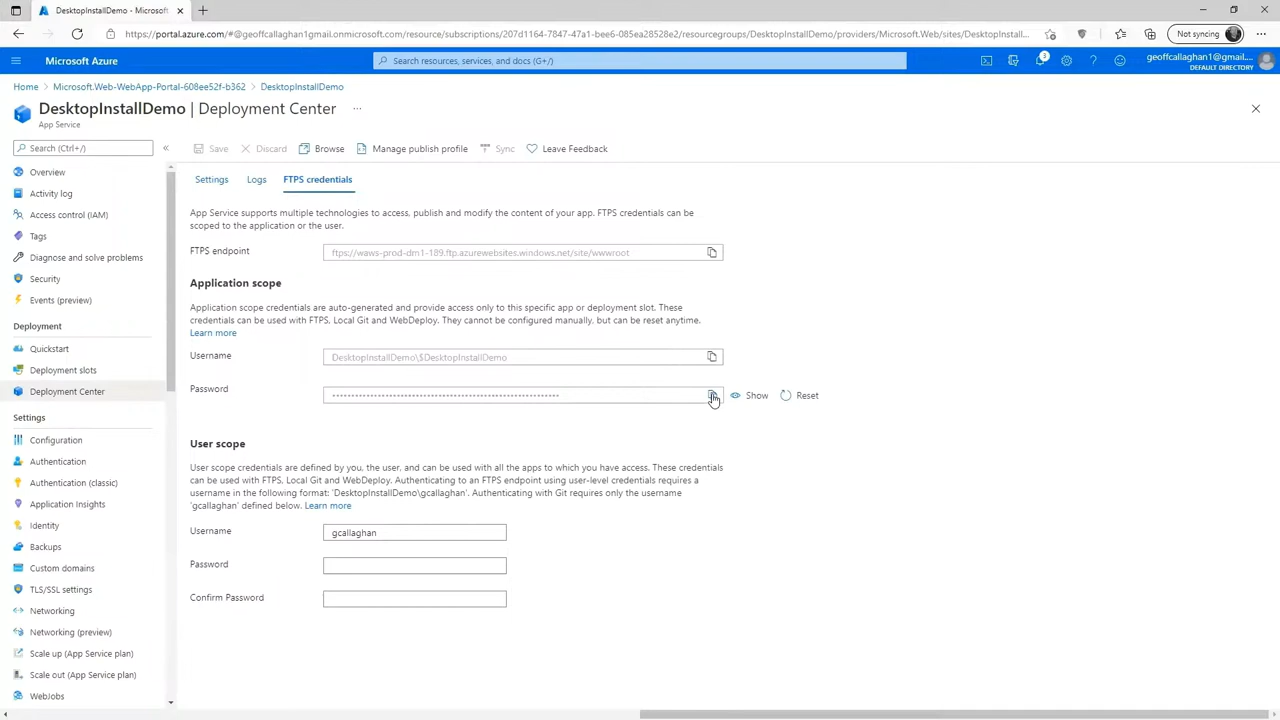 DesktopInstallDemo - Microsoft
https://portal.azure.com/#@geoffcallaghan1gmail.onmicrosoft.com/resource/subscriptions/207d1164-7847-47a1-bee6-085ea28528e2/resourcegroups/DesktopInstallDemo/providers/Microsoft.Web/sites/DesktopInstall...
Not syncing
Microsoft Azure
Search resources, services, and docs (G+/)
3
geoffcallaghan1@gmail....
DEFAULT DIRECTORY
Home > Microsoft.Web-WebApp-Portal-608ee52f-b362 > DesktopInstallDemo
DesktopInstallDemo | Deployment Center ...
App Service
Search (Ctrl+/)
«
Save
Discard
Browse
Manage publish profile
Sync
Leave Feedback
Overview
Activity log
Access control (IAM)
Tags
Diagnose and solve problems
Security
Events (preview)
Deployment
Quickstart
Deployment slots
Deployment Center
Settings
Configuration
Authentication
Authentication (classic)
Application Insights
Identity
Backups
Custom domains
TLS/SSL settings
Networking
Networking (preview)
Scale up (App Service plan)
Scale out (App Service plan)
WebJobs
Settings
Logs
FTPS credentials
App Service supports multiple technologies to access, publish and modify the content of your app. FTPS credentials can be
scoped to the application or the user.
FTPS endpoint
ftps://waws-prod-dm1-189.ftp.azurewebsites.windows.net/site/wwwroot
Application scope
Application scope credentials are auto-generated and provide access only to this specific app or deployment slot. These
credentials can be used with FTPS, Local Git and WebDeploy. They cannot be configured manually, but can be reset anytime.
Learn more
Username
DesktopInstallDemo\$DesktopInstallDemo
Password
Show
Reset
User scope
User scope credentials are defined by you, the user, and can be used with all the apps to which you have access. These credentials
can be used with FTPS, Local Git and WebDeploy. Authenticating to an FTPS endpoint using user-level credentials requires a
username in the following format: 'DesktopInstallDemo\gcallaghan'. Authenticating with Git requires only the username
'gcallaghan' defined below. Learn more
Username
gcallaghan
Password
Confirm Password